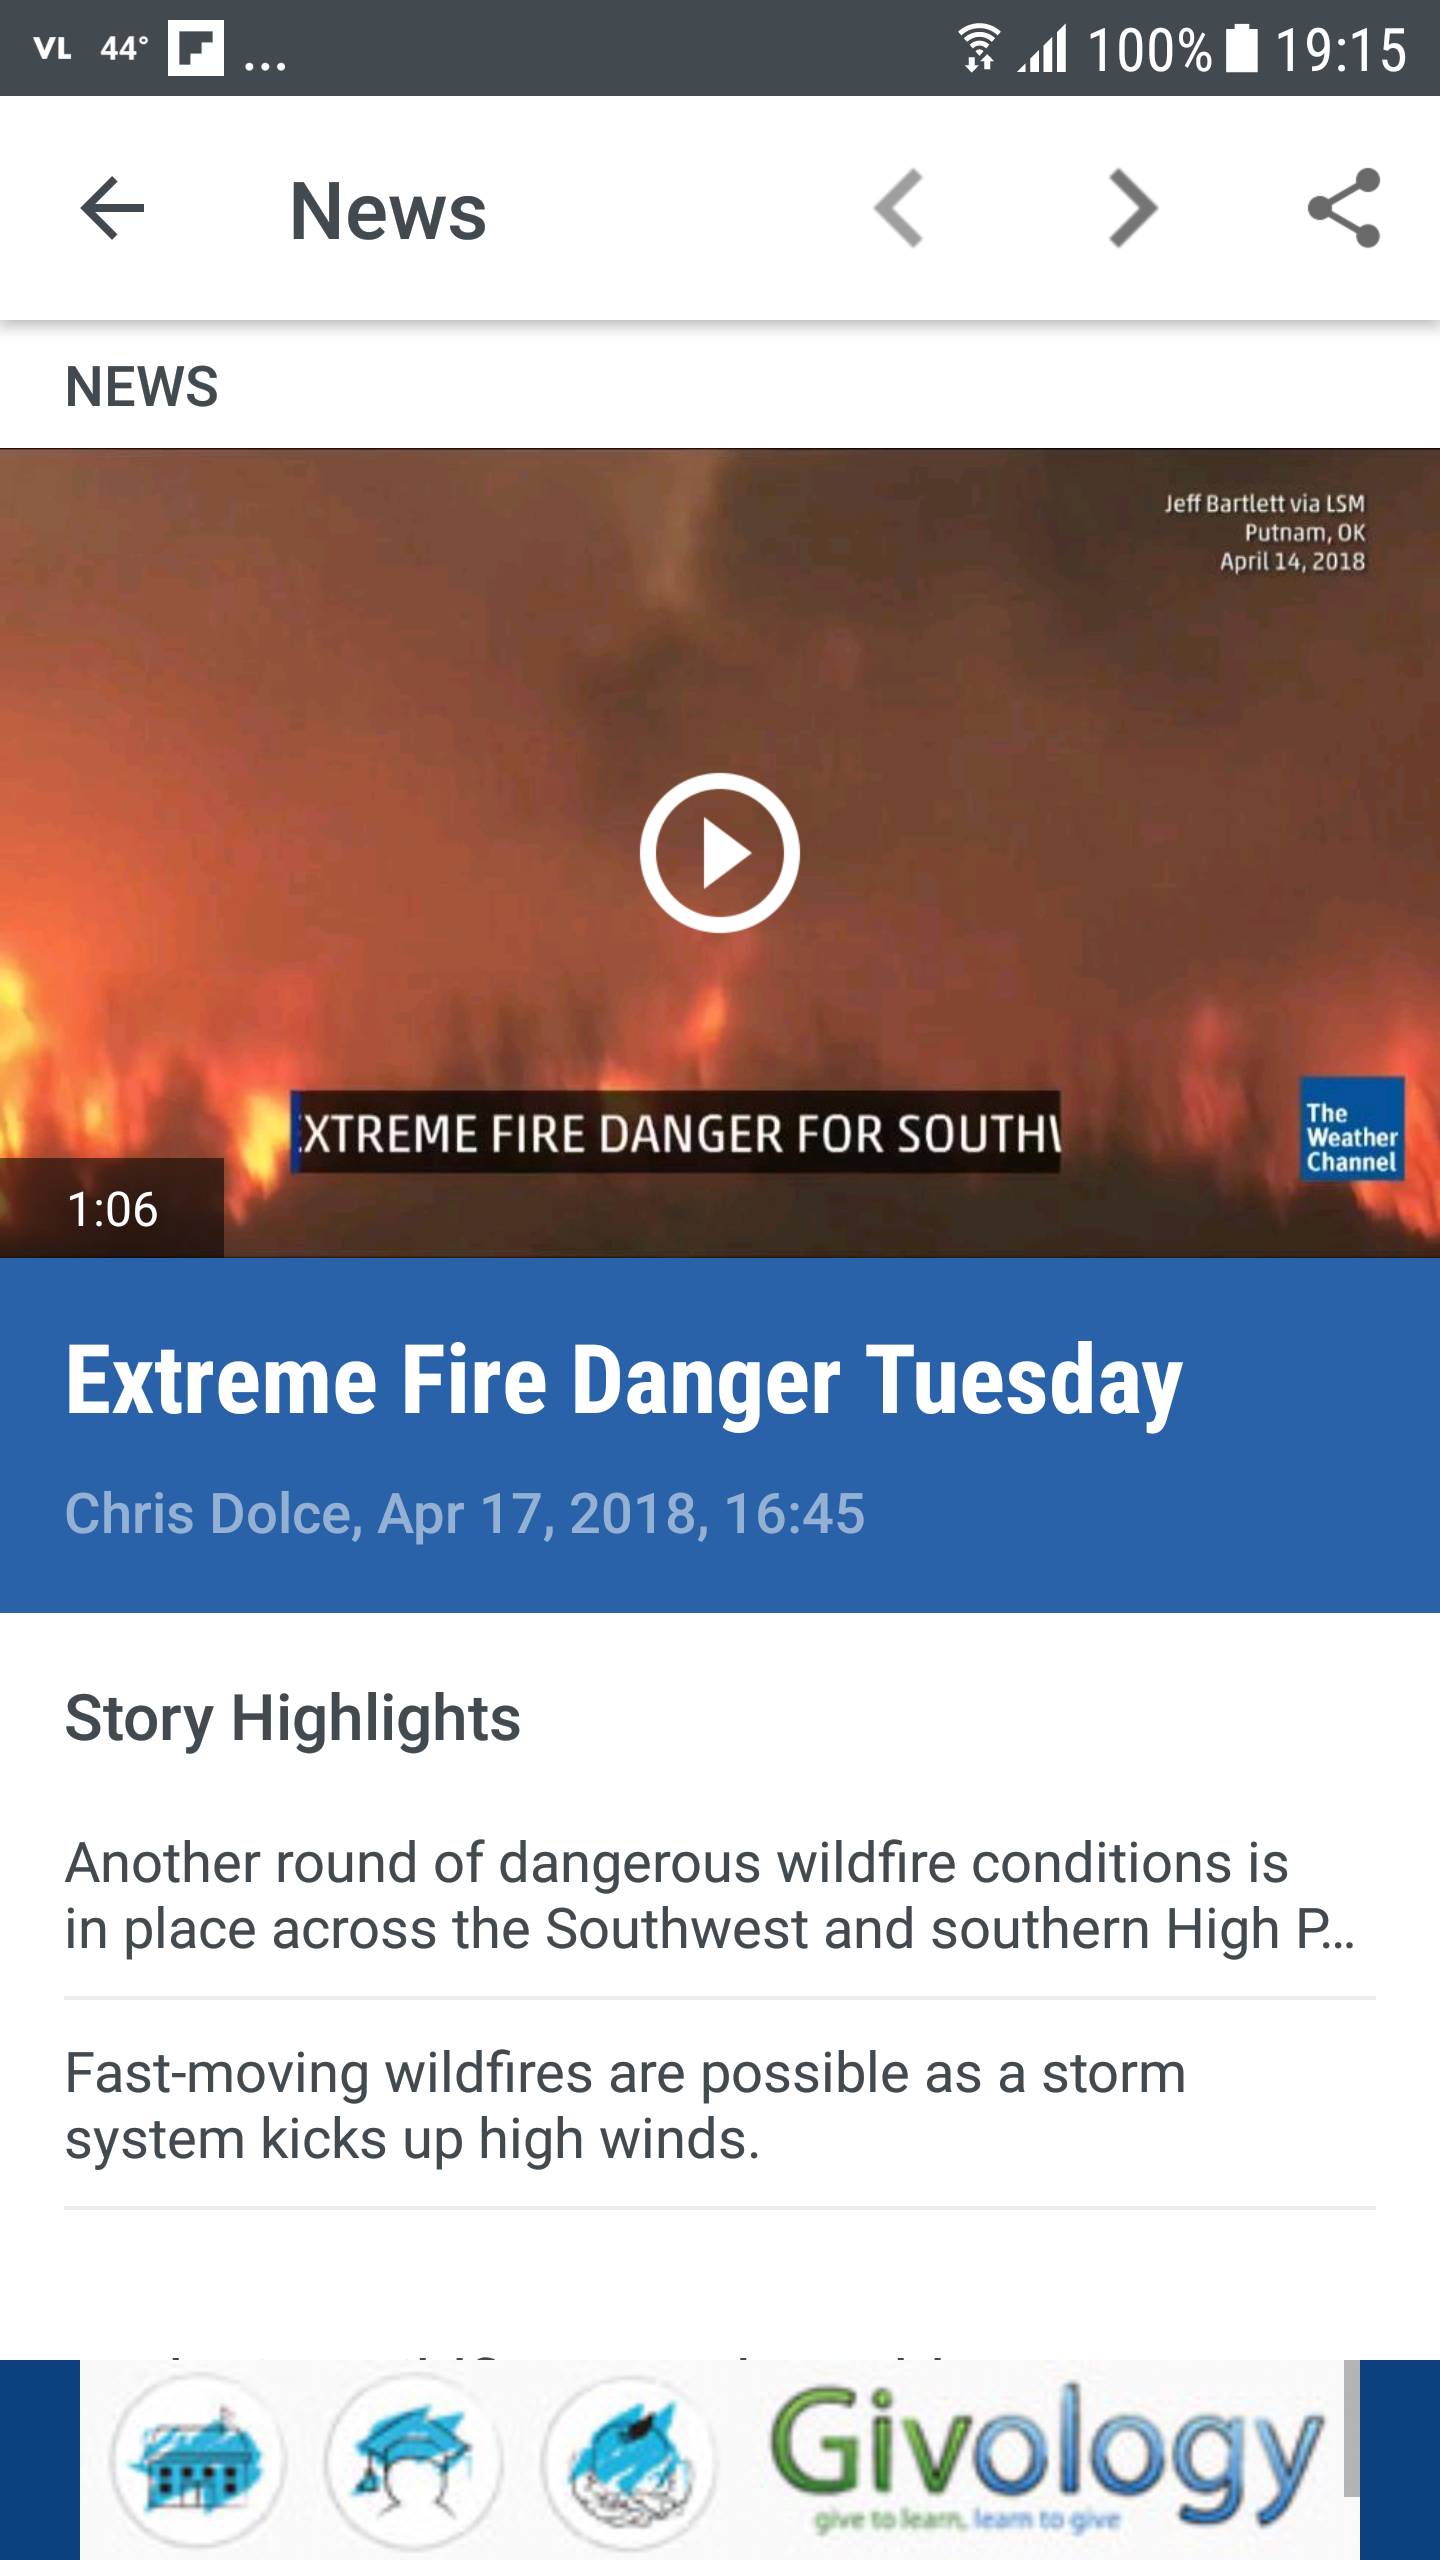 VL 44° ... 100% 19:15
News
NEWS
Jeff Bartlett via LSM
Putnam, OK
April 14, 2018
XTREME FIRE DANGER FOR SOUTH
The
Weather
Channel
1:06
Extreme Fire Danger Tuesday
Chris Dolce, Apr 17, 2018, 16:45
Story Highlights
Another round of dangerous wildfire conditions is
in place across the Southwest and southern High P...
Fast-moving wildfires are possible as a storm
system kicks up high winds.
Givology
give to learn, learn to give